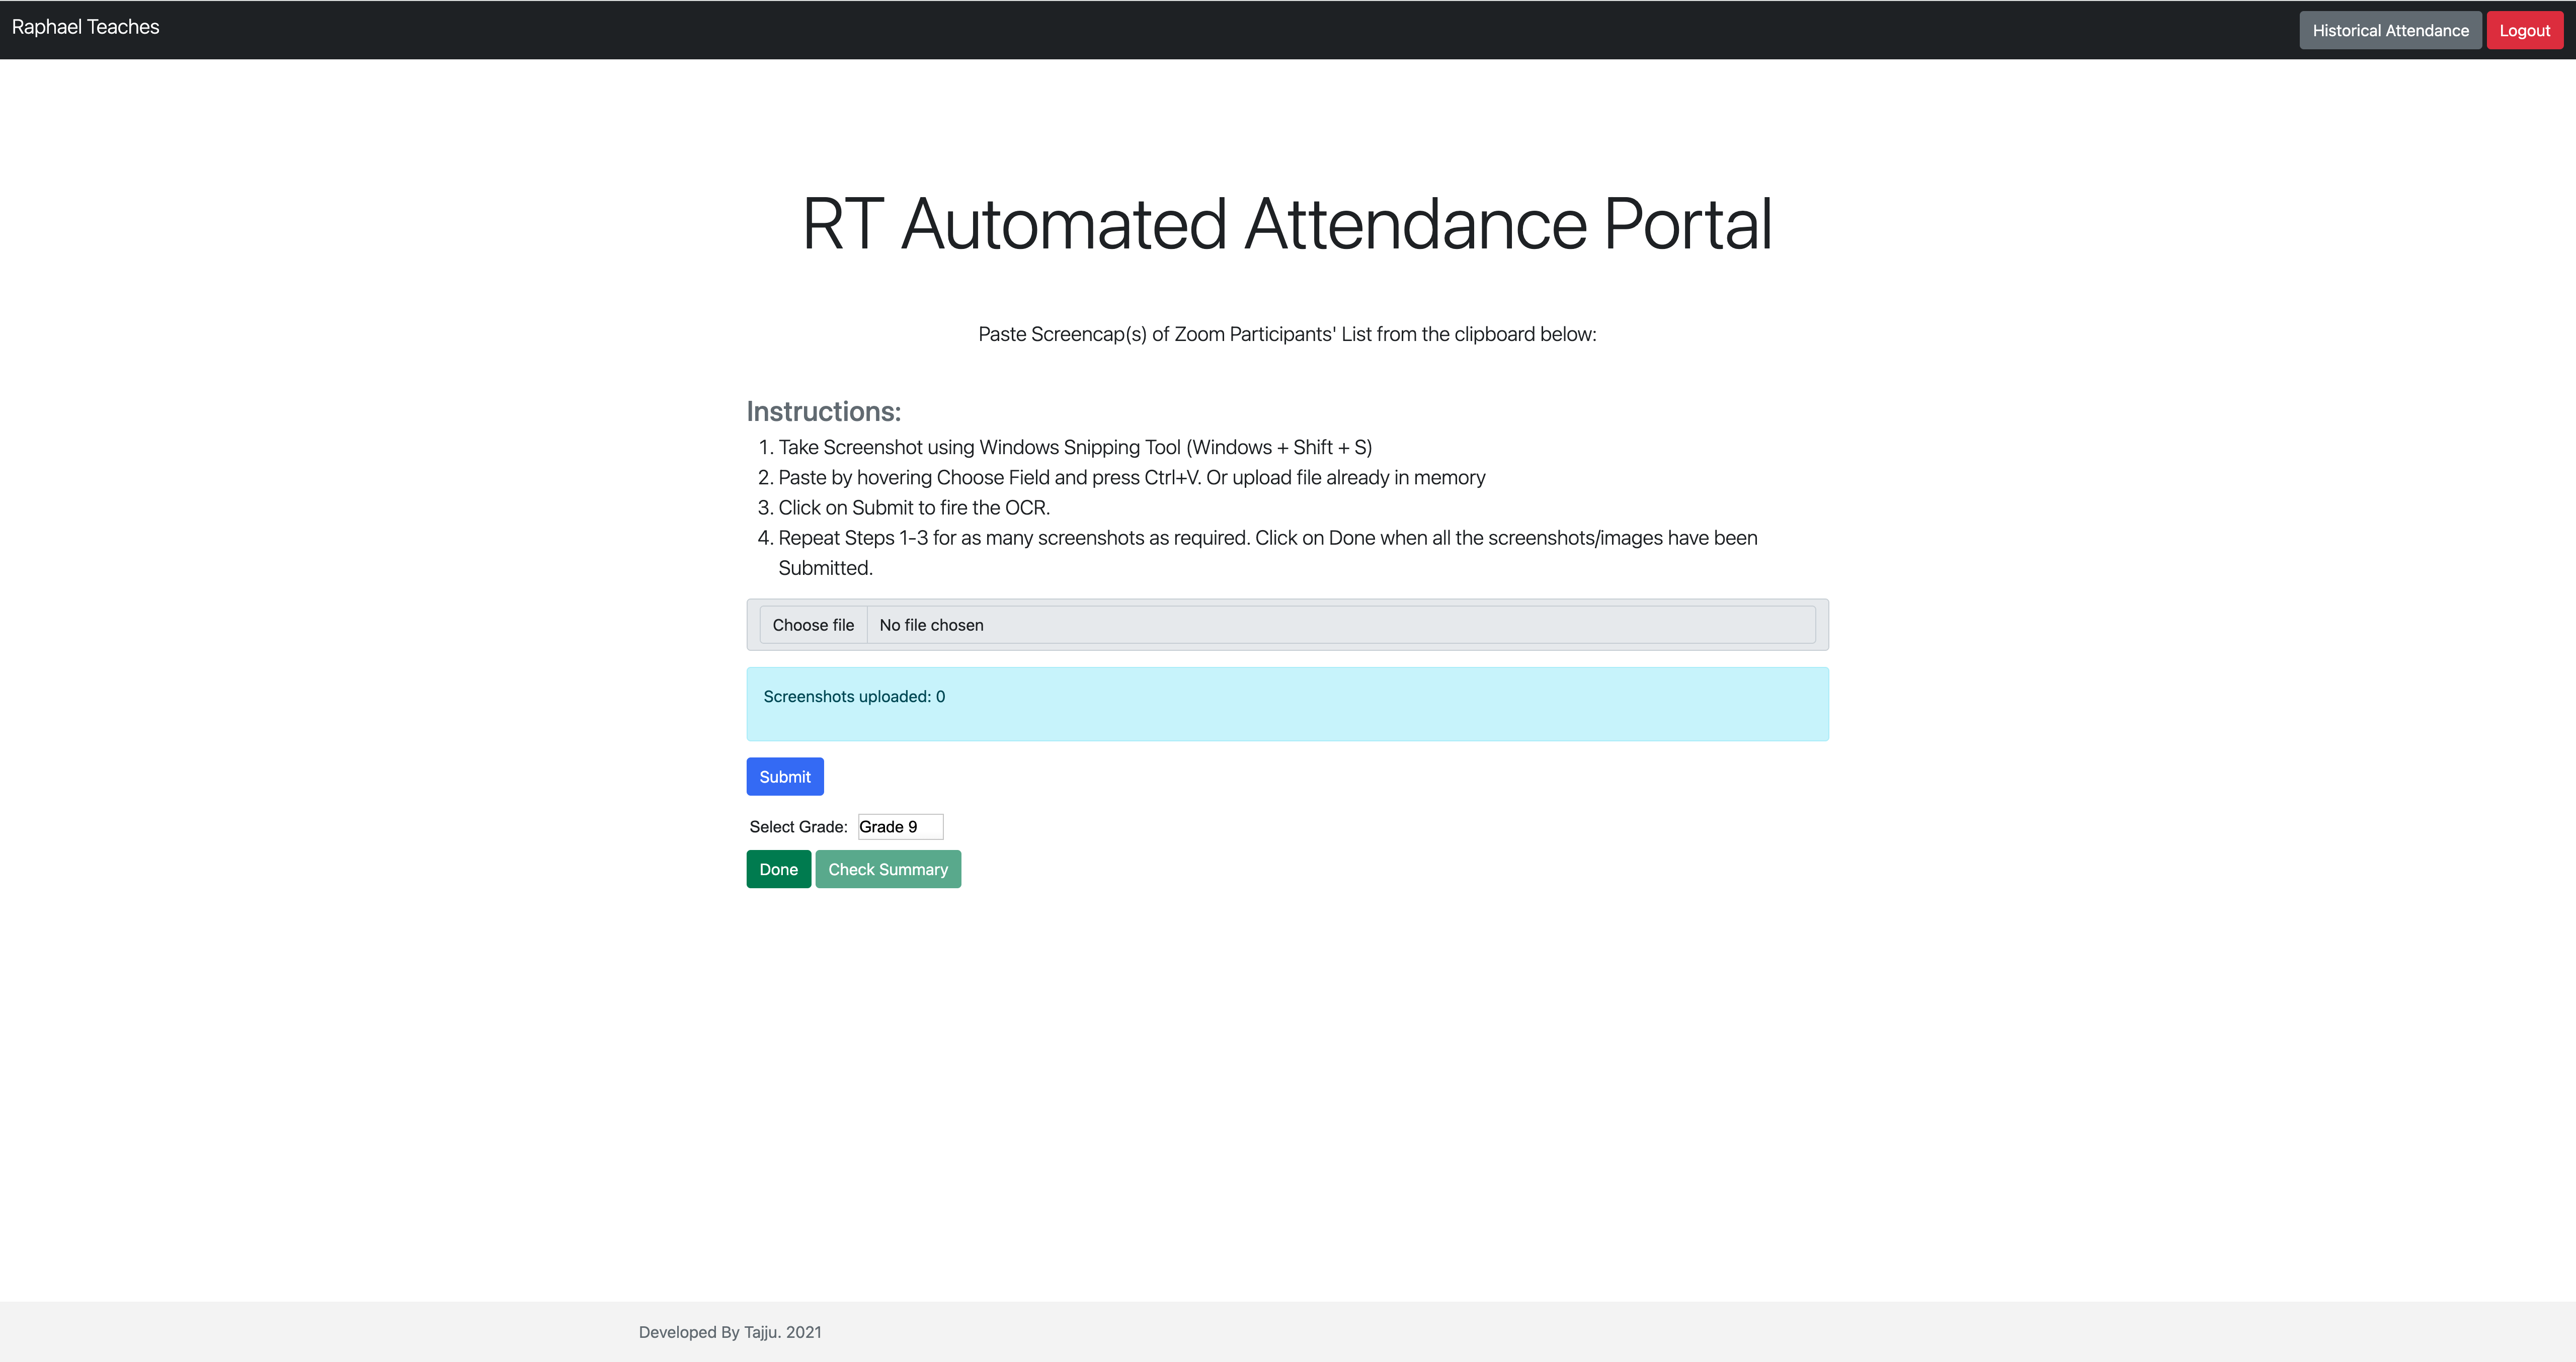 Raphael Teaches
Historical Attendance
Logout
RT Automated Attendance Portal
Paste Screencap(s) of Zoom Participants' List from the clipboard below:
Instructions:
1. Take Screenshot using Windows Snipping Tool (Windows + Shift + S)
2. Paste by hovering Choose Field and press Ctrl+V. Or upload file already in memory
3. Click on Submit to fire the OCR.
4. Repeat Steps 1-3 for as many screenshots as required. Click on Done when all the screenshots/images have been
Submitted.
Choose file No file chosen
Screenshots uploaded: 0
Submit
Select Grade: Grade 9
Done Check Summary
Developed By Tajju. 2021